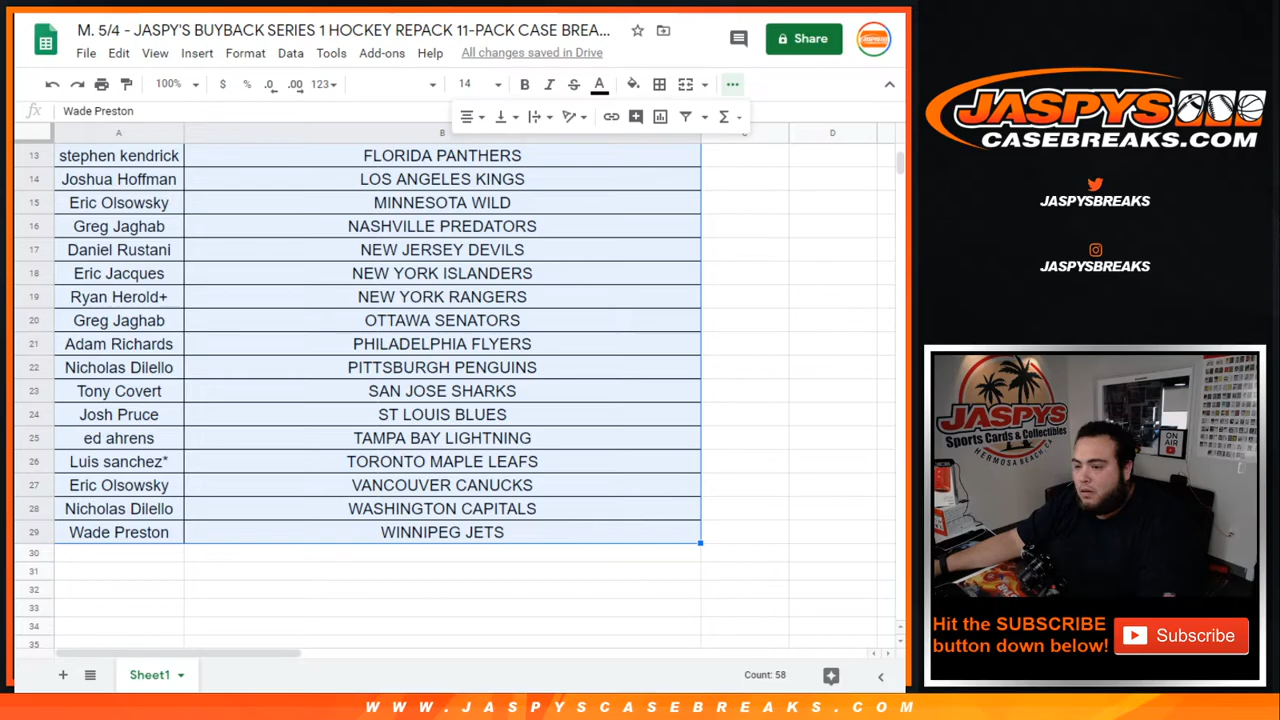 M. 5/4 - JASPY'S BUYBACK SERIES 1 HOCKEY REPACK 11-PACK CASE BREA...
Share
File Edit View Insert Format Data Tools Add-ons Help All changes saved in Drive
100% $ % .0 .00 123 14 B I S A
fx Wade Preston
A B D
13 stephen kendrick FLORIDA PANTHERS
14 Joshua Hoffman LOS ANGELES KINGS
15 Eric Olsowsky MINNESOTA WILD
16 Greg Jaghab NASHVILLE PREDATORS
17 Daniel Rustani NEW JERSEY DEVILS
18 Eric Jacques NEW YORK ISLANDERS
19 Ryan Herold+ NEW YORK RANGERS
20 Greg Jaghab OTTAWA SENATORS
21 Adam Richards PHILADELPHIA FLYERS
22 Nicholas Dilello PITTSBURGH PENGUINS
23 Tony Covert SAN JOSE SHARKS
24 Josh Pruce ST LOUIS BLUES
25 ed ahrens TAMPA BAY LIGHTNING
26 Luis sanchez* TORONTO MAPLE LEAFS
27 Eric Olsowsky VANCOUVER CANUCKS
28 Nicholas Dilello WASHINGTON CAPITALS
29 Wade Preston WINNIPEG JETS
30
31
32
33
34
35
Sheet1
Count: 58
JASPYS
CASEBREAKS.COM
JASPYSBREAKS
JASPYSBREAKS
JASPYS
Sports Cards & Collectibles
HERMOSA BEACH, CA
ON
AIR
Hit the SUBSCRIBE
button down below!
Subscribe
WWW.JASPYSCASEBREAKS.COM